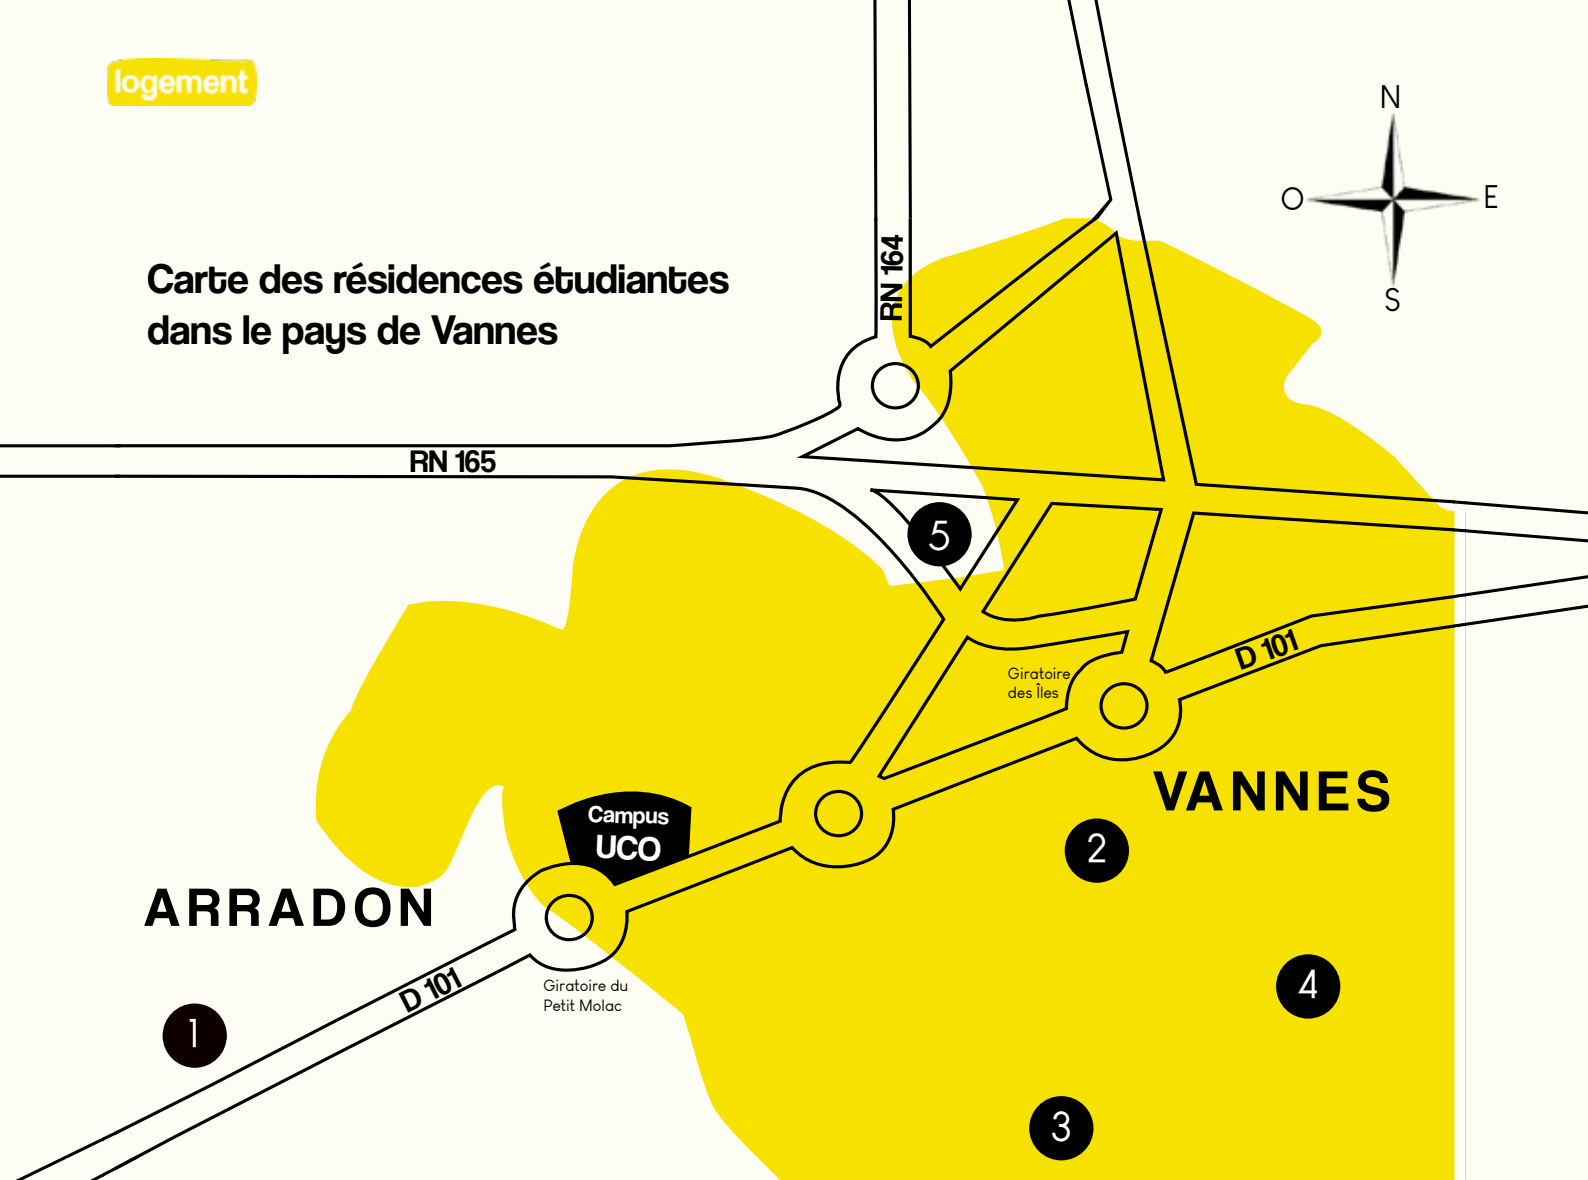 logement
N
O
E
S
Carte des résidences étudiantes
dans le pays de Vannes
RN 164
RN 165
5
D 101
Giratoire
des Îles
VANNES
Campus
UCO
2
ARRADON
D 101
Giratoire du
Petit Molac
4
1
3